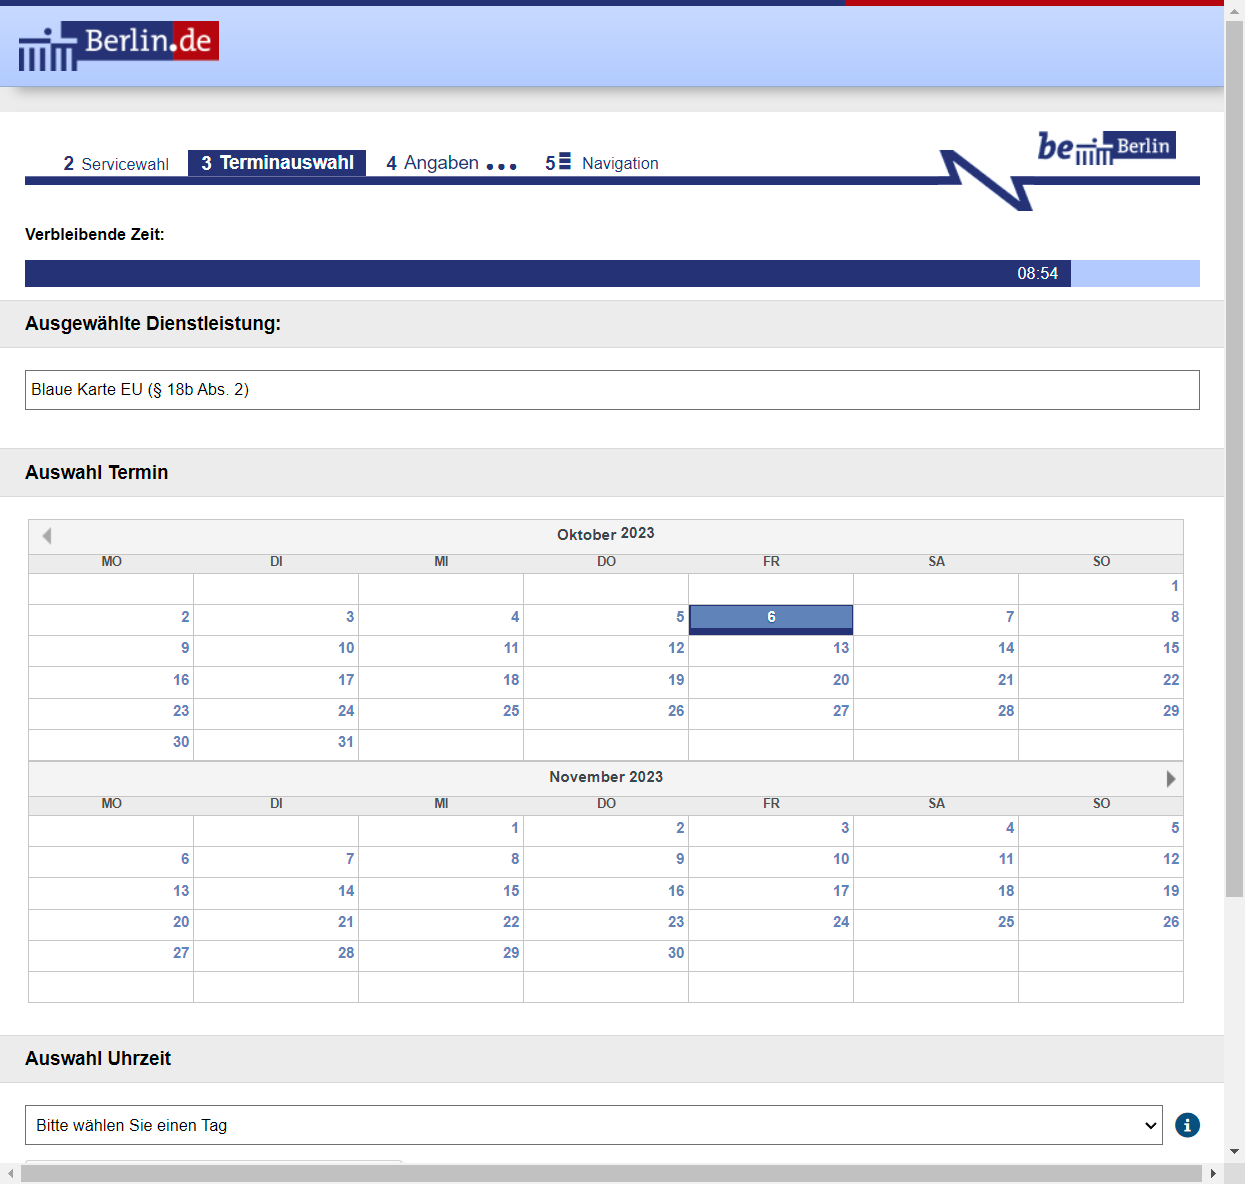 Berlin.de
be Berlin
2 Servicewahl 3 Terminauswahl 4 Angaben 5 Navigation
Verbleibende Zeit:
08:54
Ausgewählte Dienstleistung:
Blaue Karte EU (§ 18b Abs. 2)
Auswahl Termin
Oktober 2023
MO DI MI DO FR SA SO
1
2 3 4 5 6 7 8
9 10 11 12 13 14 15
16 17 18 19 20 21 22
23 24 25 26 27 28 29
30 31
November 2023
MO DI MI DO FR SA SO
1 2 3 4 5
6 7 8 9 10 11 12
13 14 15 16 17 18 19
20 21 22 23 24 25 26
27 28 29 30
Auswahl Uhrzeit
Bitte wählen Sie einen Tag